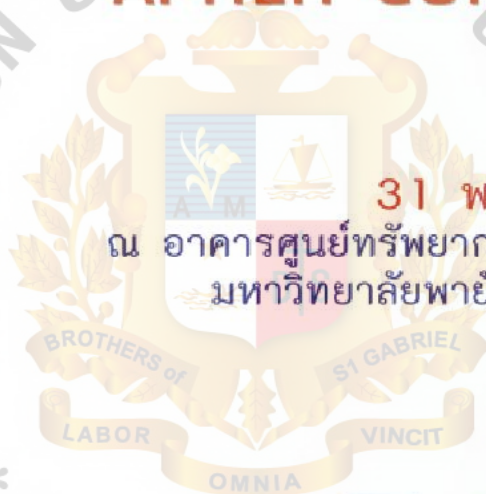 31 พ
ณ อาคารศูนย์ทรัพยาก
มหาวิทยาลัยพายั
A M
D S
BROTHERS of
ST GABRIEL
LABOR
VINCIT
OMNIA